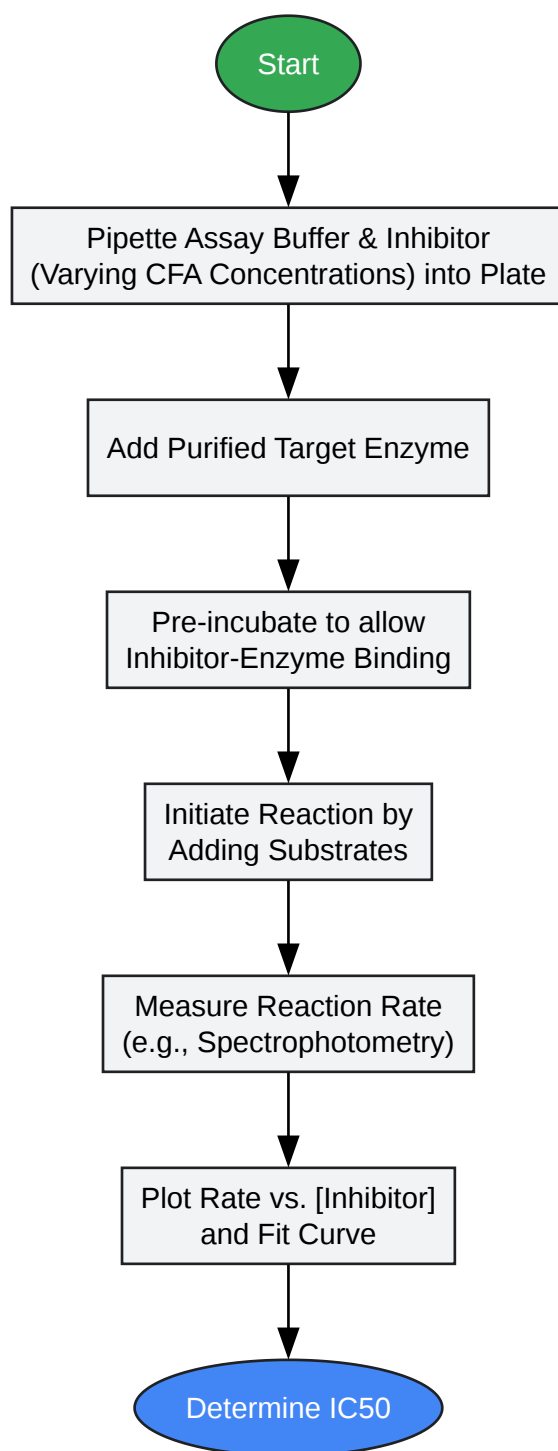 Start
Pipette Assay Buffer & Inhibitor
(Varying CFA Concentrations) into Plate
Add Purified Target Enzyme
Pre-incubate to allow
Inhibitor-Enzyme Binding
Initiate Reaction by
Adding Substrates
Measure Reaction Rate
(e.g., Spectrophotometry)
Plot Rate vs. [Inhibitor]
and Fit Curve
Determine IC50